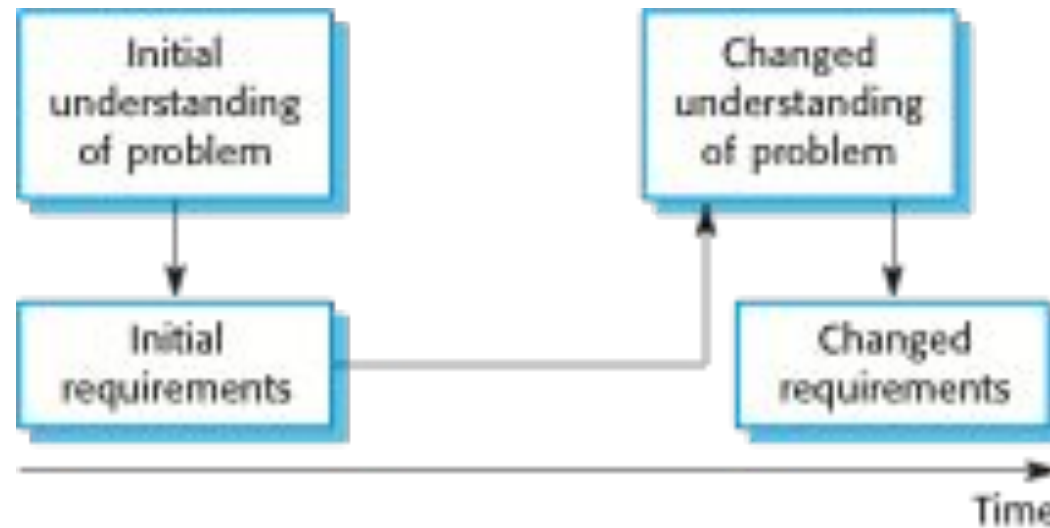 Initial
understanding
of problem
Changed
understanding
of problem
Initial
requirements
Changed
requirements
Time